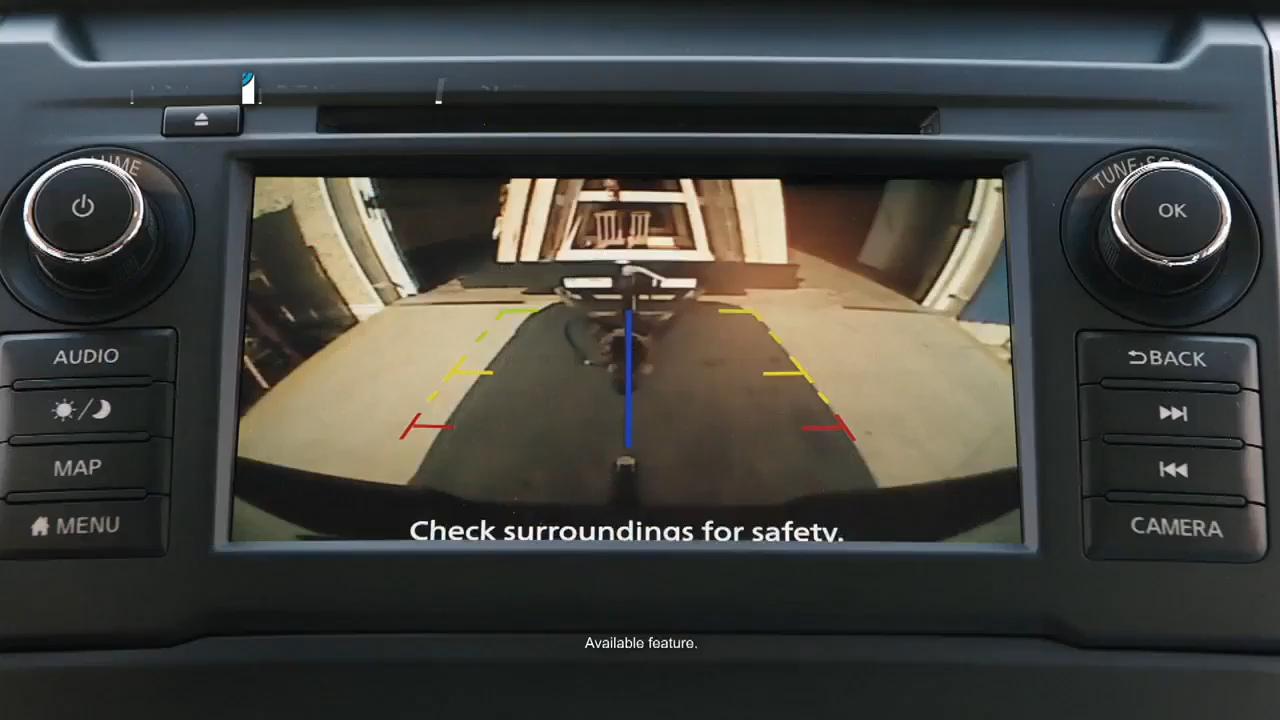 OK
AUDIO
BACK
MAP
MENU
CAMERA
Check surroundings for safety.
Available feature.